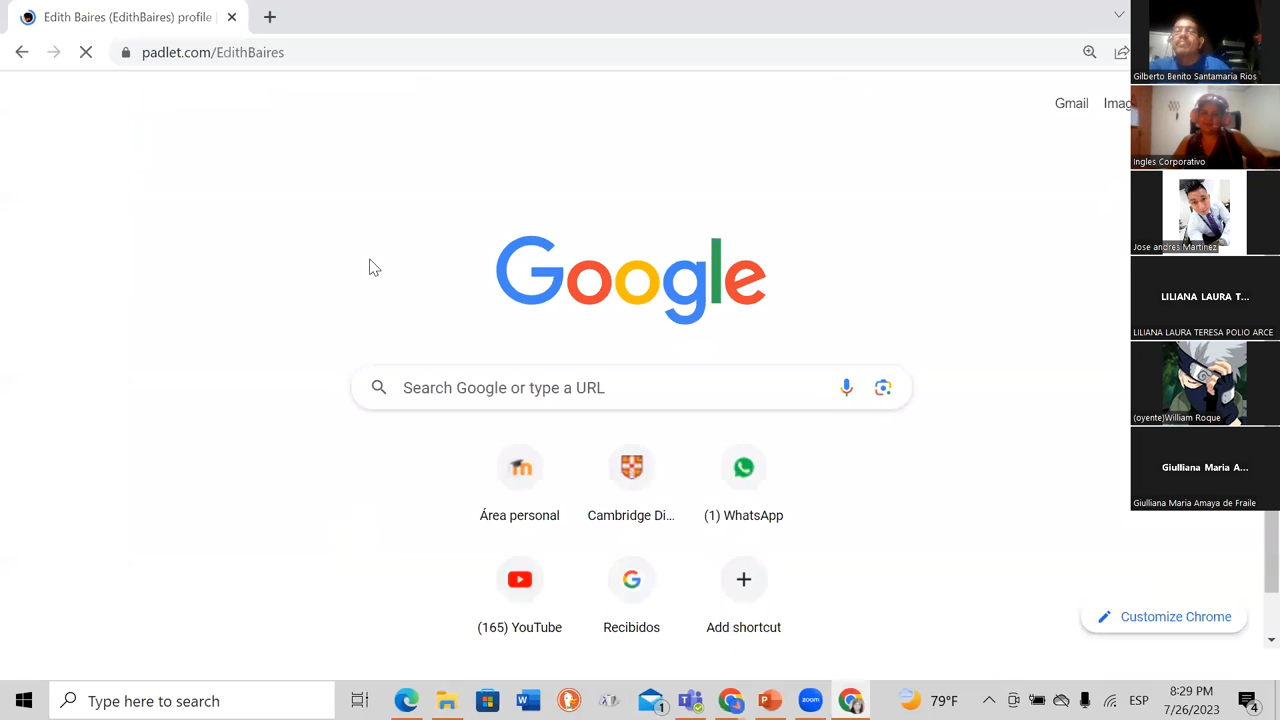 Edith Baires (EdithBaires) profile
padlet.com/EdithBaires
Gmail Imag
Google
Search Google or type a URL
Área personal
Cambridge Di...
(1) WhatsApp
(165) YouTube
Recibidos
Add shortcut
Customize Chrome
Gilberto Benito Santamaria Rios
Ingles Corporativo
Jose andres Martinez
LILIANA LAURA T...
LILIANA LAURA TERESA POLIO ARCE
(oyente)William Roque
Giulliana Maria A...
Giulliana Maria Amaya de Fraile
Type here to search
1
zoom
79°F
ESP
8:29 PM
7/26/2023
4